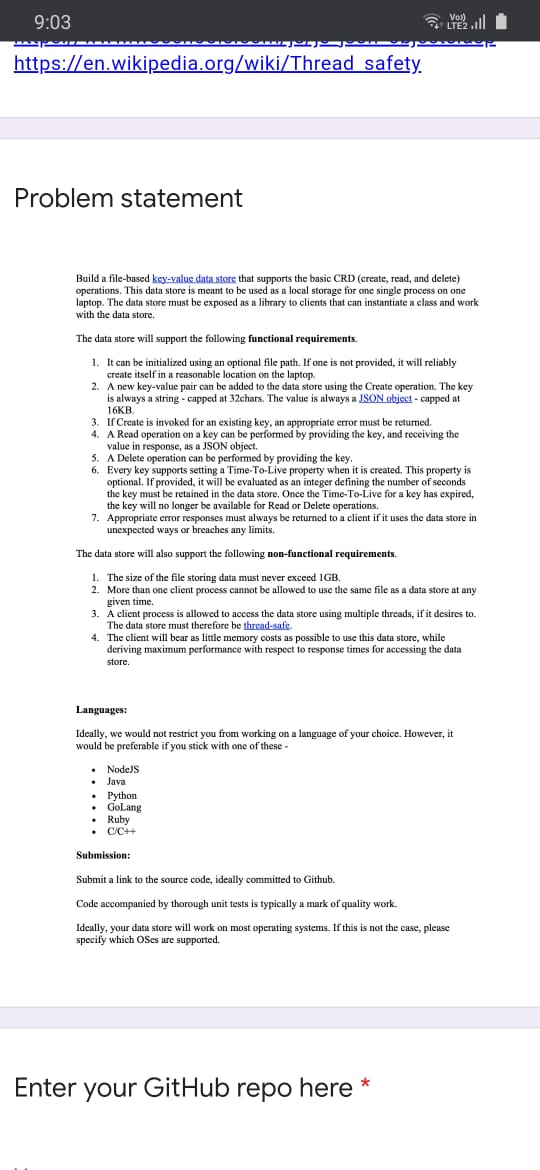 9:03
Vo))
LTE2
https://en.wikipedia.org/wiki/Thread_safety
Problem statement
Build a file-based key-value data store that supports the basic CRD (create, read, and delete)
operations. This data store is meant to be used as a local storage for one single process on one
laptop. The data store must be exposed as a library to clients that can instantiate a class and work
with the data store.
The data store will support the following functional requirements.
1. It can be initialized using an optional file path. If one is not provided, it will reliably
create itself in a reasonable location on the laptop.
2. A new key-value pair can be added to the data store using the Create operation. The key
is always a string - capped at 32chars. The value is always a JSON object - capped at
16KB.
3. If Create is invoked for an existing key, an appropriate error must be returned.
4. A Read operation on a key can be performed by providing the key, and receiving the
value in response, as a JSON object.
5. A Delete operation can be performed by providing the key.
6. Every key supports setting a Time-To-Live property when it is created. This property is
optional. If provided, it will be evaluated as an integer defining the number of seconds
the key must be retained in the data store. Once the Time-To-Live for a key has expired,
the key will no longer be available for Read or Delete operations.
7. Appropriate error responses must always be returned to a client if it uses the data store in
unexpected ways or breaches any limits.
The data store will also support the following non-functional requirements.
1. The size of the file storing data must never exceed 1GB.
2. More than one client process cannot be allowed to use the same file as a data store at any
given time.
3. A client process is allowed to access the data store using multiple threads, if it desires to.
The data store must therefore be thread-safe.
4. The client will bear as little memory costs as possible to use this data store, while
deriving maximum performance with respect to response times for accessing the data
store.
Languages:
Ideally, we would not restrict you from working on a language of your choice. However, it
would be preferable if you stick with one of these -
• NodeJS
• Java
• Python
• GoLang
• Ruby
• C/C++
Submission:
Submit a link to the source code, ideally committed to Github.
Code accompanied by thorough unit tests is typically a mark of quality work.
Ideally, your data store will work on most operating systems. If this is not the case, please
specify which OSes are supported.
Enter your GitHub repo here *